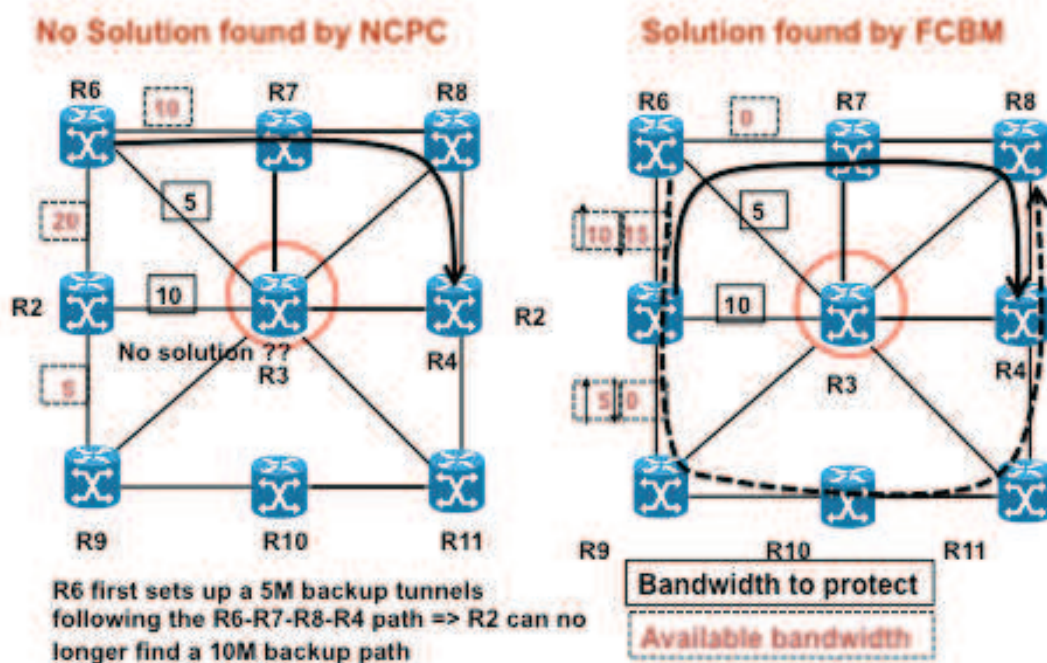 No Solution found by NCPC
R6
10
R7
R8
20
5
R2
10
No solution ??
R3
R4
5
R9
R10
R11
R6 first sets up a 5M backup tunnels
following the R6-R7-R8-R4 path => R2 can no
longer find a 10M backup path
Solution found by FCBM
R6
0
R7
R8
10 15
5
R2
10
R3
R4
5 0
R9
R10
R11
Bandwidth to protect
Available bandwidth